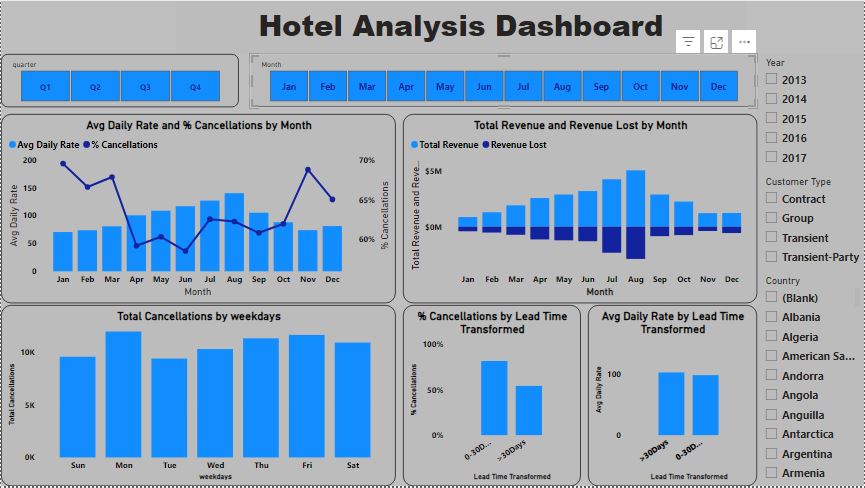 Hotel Analysis Dashboard
quarter
Q1 Q2 Q3 Q4
Month
Jan Feb Mar Apr May Jun Jul Aug Sep Oct Nov Dec
Avg Daily Rate and % Cancellations by Month
Avg Daily Rate % Cancellations
200
150
100
50
0
Avg Daily Rate
70%
65%
60%
% Cancellations
Jan Feb Mar Apr May Jun Jul Aug Sep Oct Nov Dec
Month
Total Revenue and Revenue Lost by Month
Total Revenue Revenue Lost
$5M
$0M
Total Revenue and Reve...
Jan Feb Mar Apr May Jun Jul Aug Sep Oct Nov Dec
Month
Total Cancellations by weekdays
10K
5K
0K
Total Cancellations
Sun Mon Tue Wed Thu Fri Sat
weekdays
% Cancellations by Lead Time
Transformed
100%
50%
0%
% Cancellations
0-30D... >30Days
Lead Time Transformed
Avg Daily Rate by Lead Time
Transformed
100
0
Avg Daily Rate
>30Days 0-30D...
Lead Time Transformed
Year
2013
2014
2015
2016
2017
Customer Type
Contract
Group
Transient
Transient-Party
Country
(Blank)
Albania
Algeria
American Sa...
Andorra
Angola
Anguilla
Antarctica
Argentina
Armenia